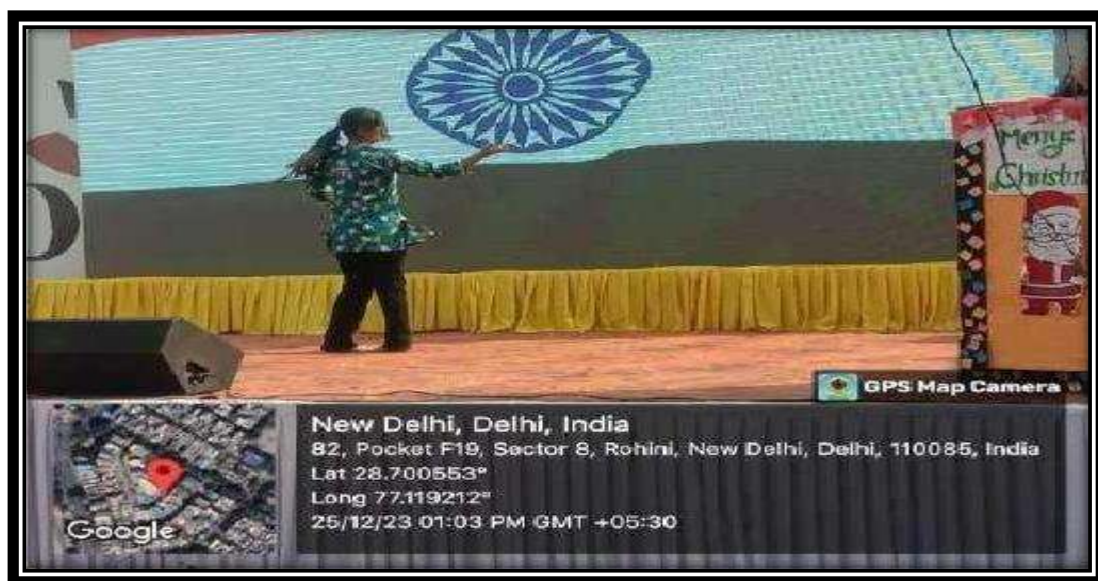 Merry
Christm
GPS Map Camera
New Delhi, Delhi, India
82, Pocket F19, Sector 8, Rohini, New Delhi, Delhi, 110085, India
Lat 28.700553°
Long 77.119212°
25/12/23 01:03 PM GMT +05:30
Google